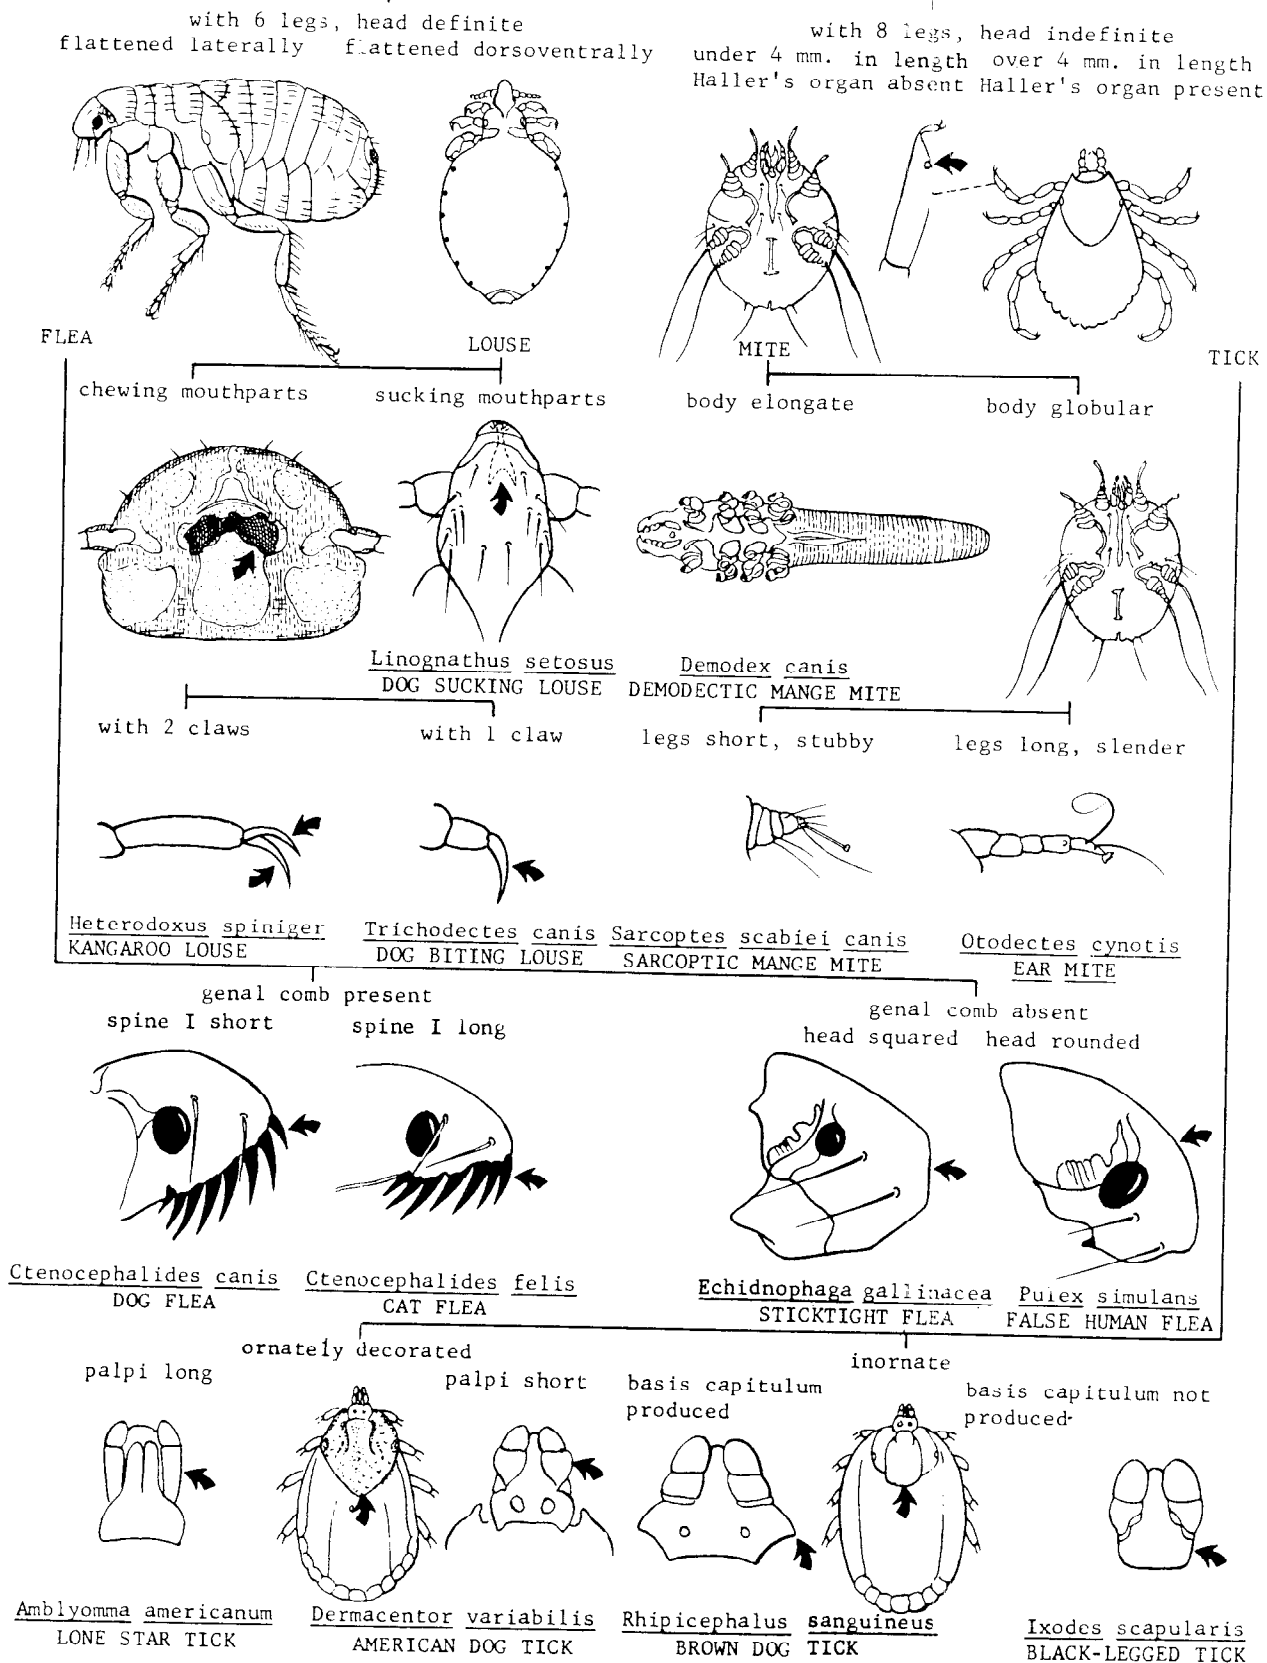 with 6 legs, head definite
flattened laterally flattened dorsoventrally
with 8 legs, head indefinite
under 4 mm. in length over 4 mm. in length
Haller's organ absent Haller's organ present
FLEA
LOUSE
MITE
TICK
chewing mouthparts
sucking mouthparts
body elongate
body globular
Linognathus setosus
DOG SUCKING LOUSE
Demodex canis
DEMODECTIC MANGE MITE
with 2 claws
with 1 claw
legs short, stubby
legs long, slender
Heterodoxus spiniger
KANGAROO LOUSE
Trichodectes canis
DOG BITING LOUSE
Sarcoptes scabiei canis
SARCOPTIC MANGE MITE
Otodectes cynotis
EAR MITE
genal comb present
spine I short
spine I long
genal comb absent
head squared head rounded
Ctenocephalides canis
DOG FLEA
Ctenocephalides felis
CAT FLEA
Echidnophaga gallinacea
STICKTIGHT FLEA
Pulex simulans
FALSE HUMAN FLEA
ornately decorated
palpi long
palpi short
inornate
basis capitulum
produced
basis capitulum not
produced
Amblyomma americanum
LONE STAR TICK
Dermacentor variabilis
AMERICAN DOG TICK
Rhipicephalus sanguineus
BROWN DOG TICK
Ixodes scapularis
BLACK-LEGGED TICK